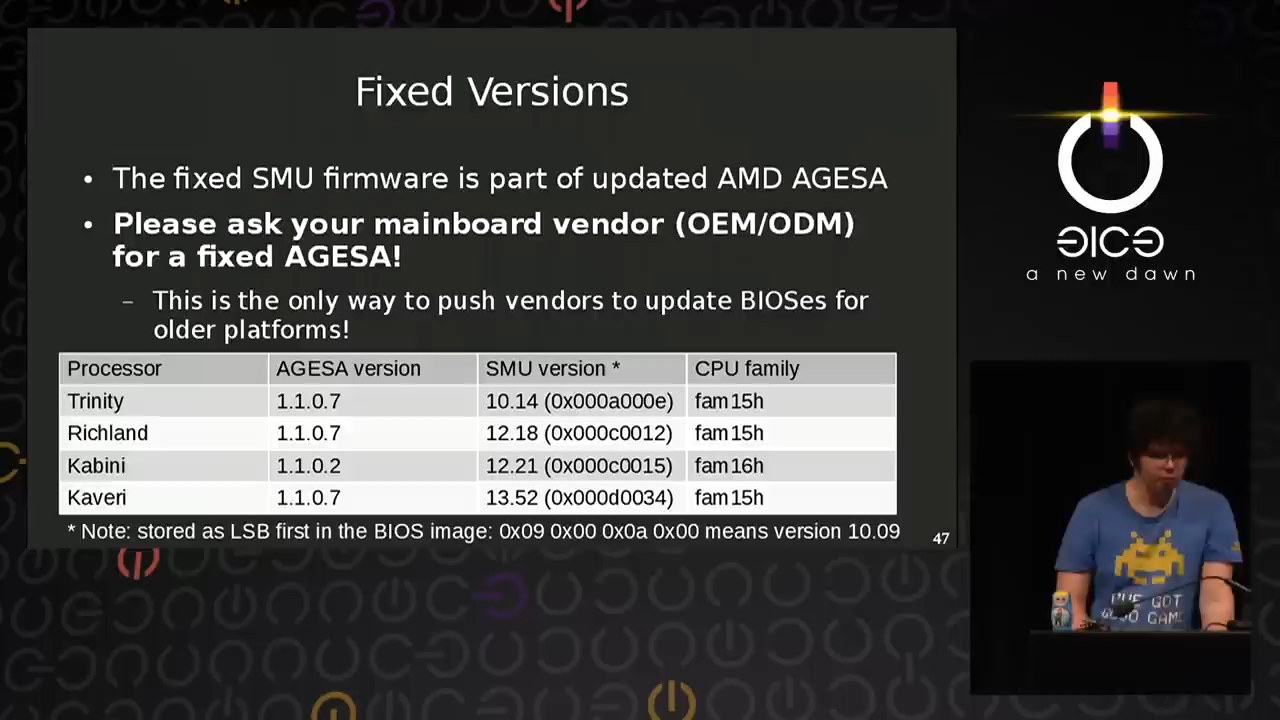 Fixed Versions
• The fixed SMU firmware is part of updated AMD AGESA
• Please ask your mainboard vendor (OEM/ODM)
for a fixed AGESA!
– This is the only way to push vendors to update BIOSes for
older platforms!
Processor AGESA version SMU version * CPU family
Trinity 1.1.0.7 10.14 (0x000a000e) fam15h
Richland 1.1.0.7 12.18 (0x000c0012) fam15h
Kabini 1.1.0.2 12.21 (0x000c0015) fam16h
Kaveri 1.1.0.7 13.52 (0x000d0034) fam15h
* Note: stored as LSB first in the BIOS image: 0x09 0x00 0x0a 0x00 means version 10.09
47
a new dawn
I'VE GOT
GOOD GAME